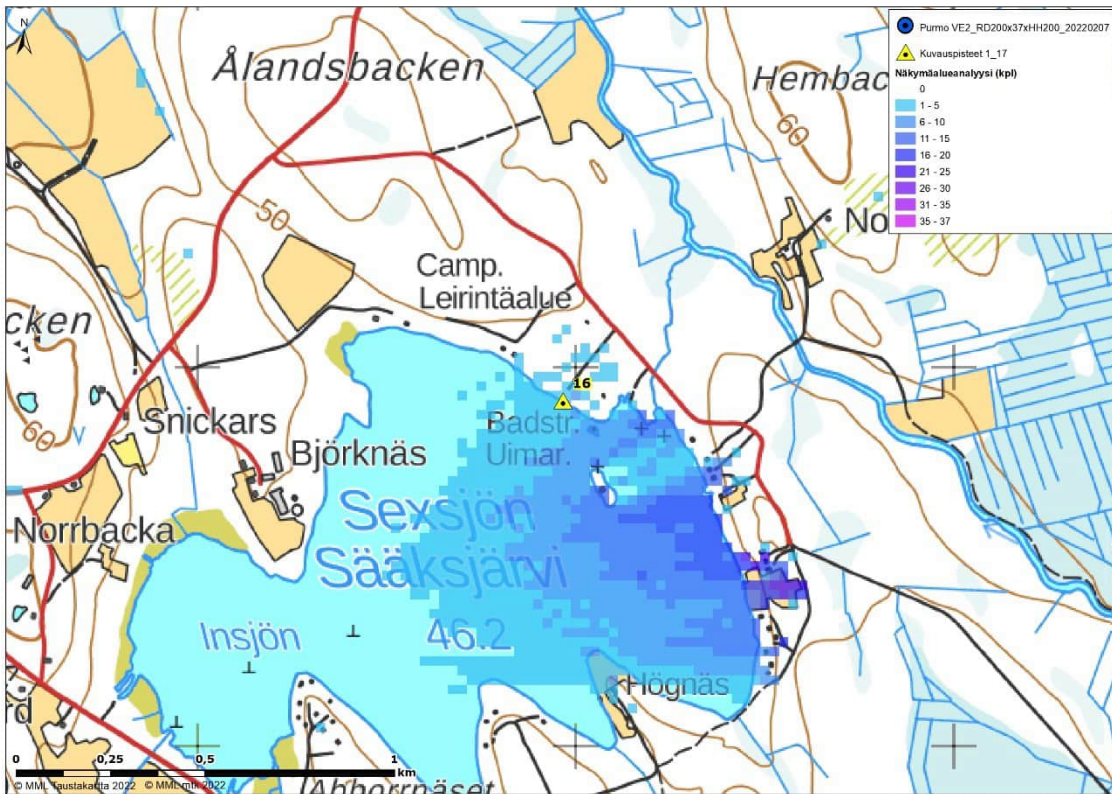 N
Ålandsbacken
Hembac
Purmo VE2_RD200x37xHH200_20220207
Kuvauspisteet 1_17
Näkymäalueanalyysi (kpl)
0
1 - 5
6 - 10
11 - 15
16 - 20
21 - 25
26 - 30
31 - 35
35 - 37
60
50
No
Camp.
Leirintäalue
cken
60
16
Snickars
Badstr.
Uimar.
Björknäs
Sexsjön
Sääksjärvi
Norrbacka
Insjön
46.2
Högnäs
rd
0 0,25 0,5 1
km
© MML Taustakartta 2022 © MML mtk 2022
Abborrnäset